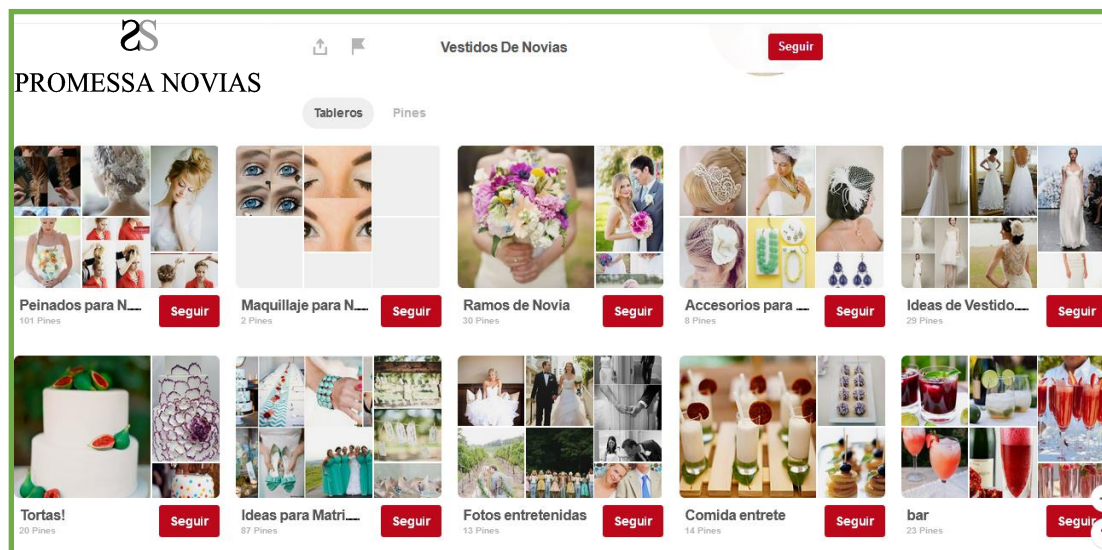 Vestidos De Novias
Seguir
PROMESSA NOVIAS
Tableros Pines
Peinados para N... Seguir
101 Pines
Maquillaje para N... Seguir
2 Pines
Ramos de Novia Seguir
30 Pines
Accesorios para ... Seguir
8 Pines
Ideas de Vestido... Seguir
29 Pines
Tortas! Seguir
20 Pines
Ideas para Matri... Seguir
87 Pines
Fotos entretenidas Seguir
13 Pines
Comida entrete Seguir
14 Pines
bar Seguir
23 Pines